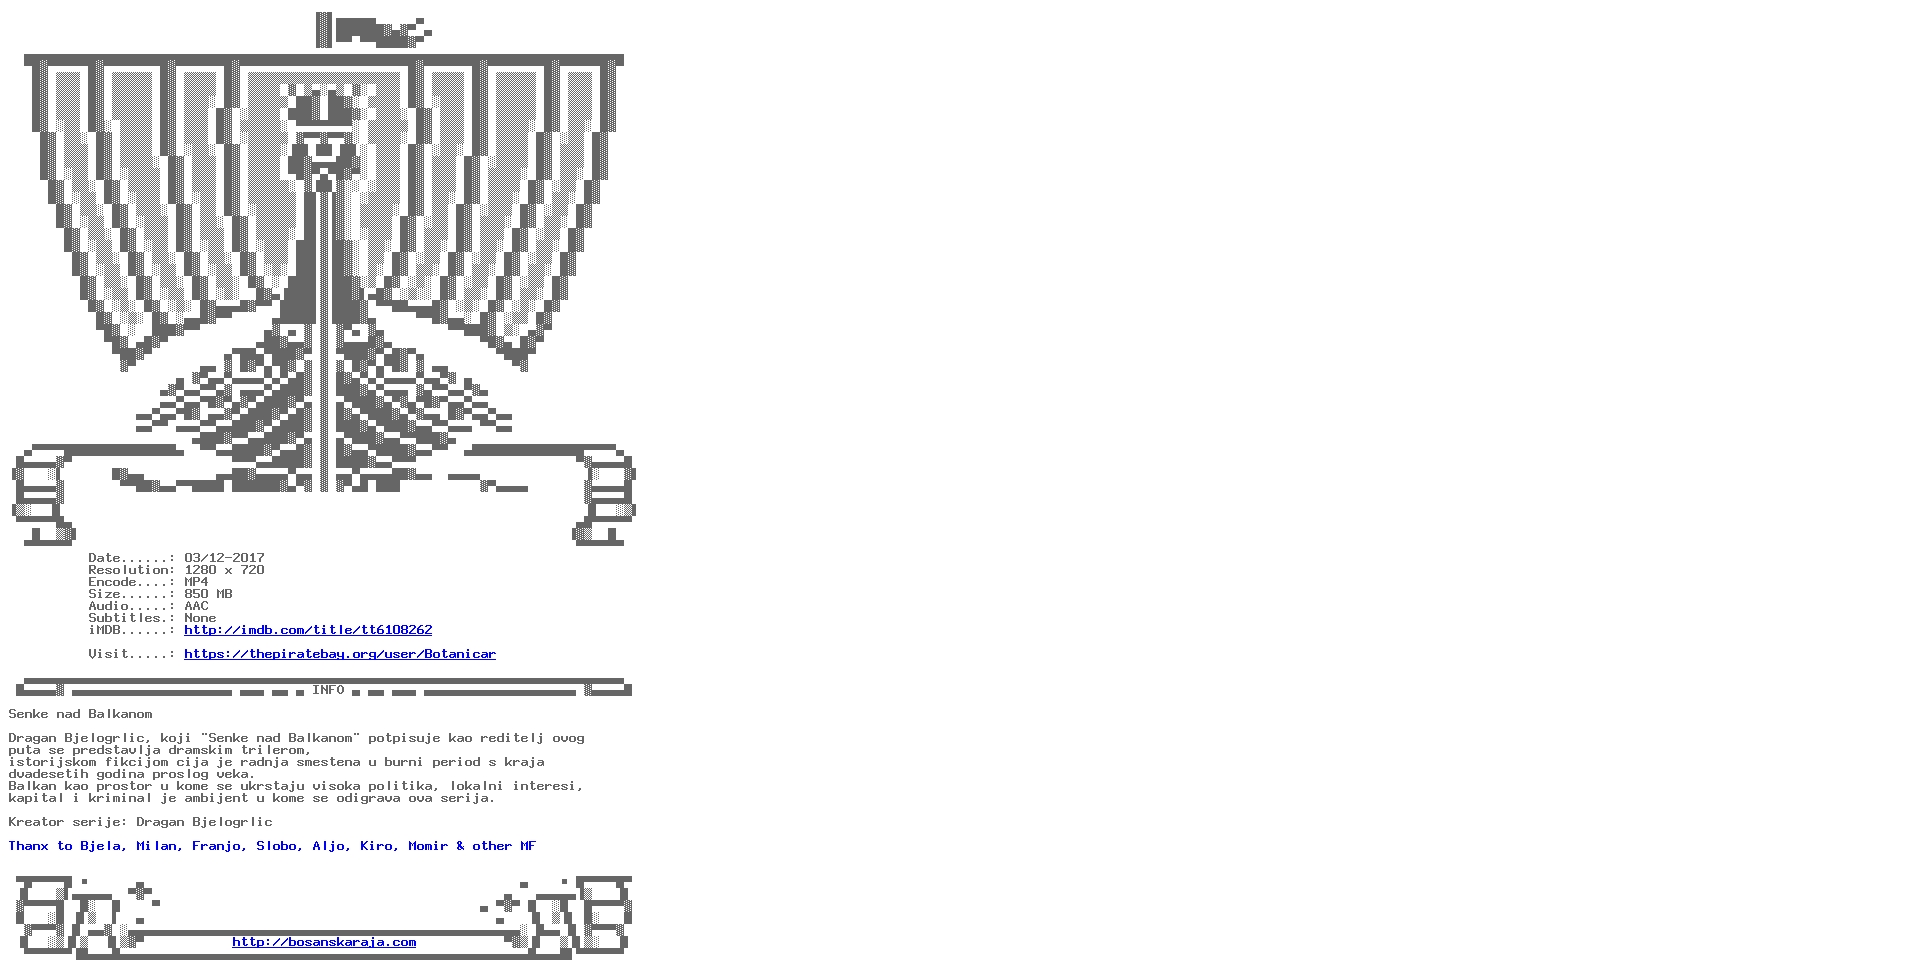 Date......: 03/12-2017
Resolution: 1280 x 720
Encode....: MP4
Size......: 850 MB
Audio.....: AAC
Subtitles.: None
iMDB......: http://imdb.com/title/tt6108262
Visit.....: https://thepiratebay.org/user/Botanicar
INFO
Senke nad Balkanom
Dragan Bjelogrlic, koji "Senke nad Balkanom" potpisuje kao reditelj ovog
puta se predstavlja dramskim trilerom,
istorijskom fikcijom cija je radnja smestena u burni period s kraja
dvadesetih godina proslog veka.
Balkan kao prostor u kome se ukrstaju visoka politika, lokalni interesi,
kapital i kriminal je ambijent u kome se odigrava ova serija.
Kreator serije: Dragan Bjelogrlic
Thanx to Bjela, Milan, Franjo, Slobo, Aljo, Kiro, Momir & other MF
http://bosanskaraja.com